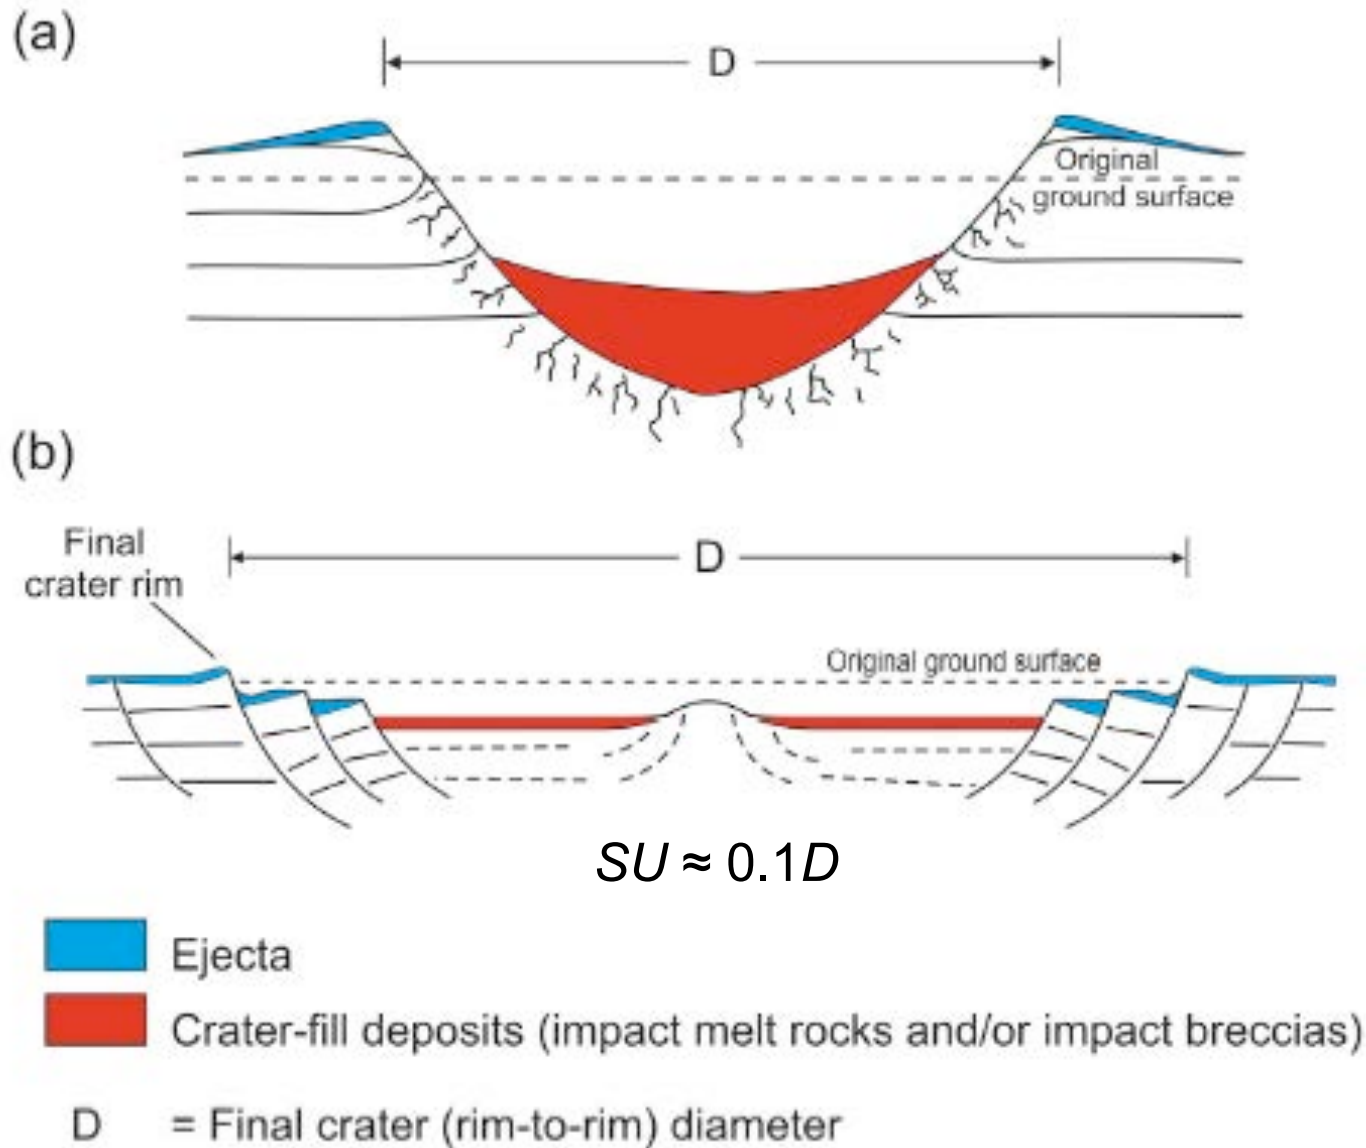 (a)
D
Original
ground surface
(b)
Final
crater rim
D
Original ground surface
SU ≈ 0.1D
Ejecta
Crater-fill deposits (impact melt rocks and/or impact breccias)
D = Final crater (rim-to-rim) diameter